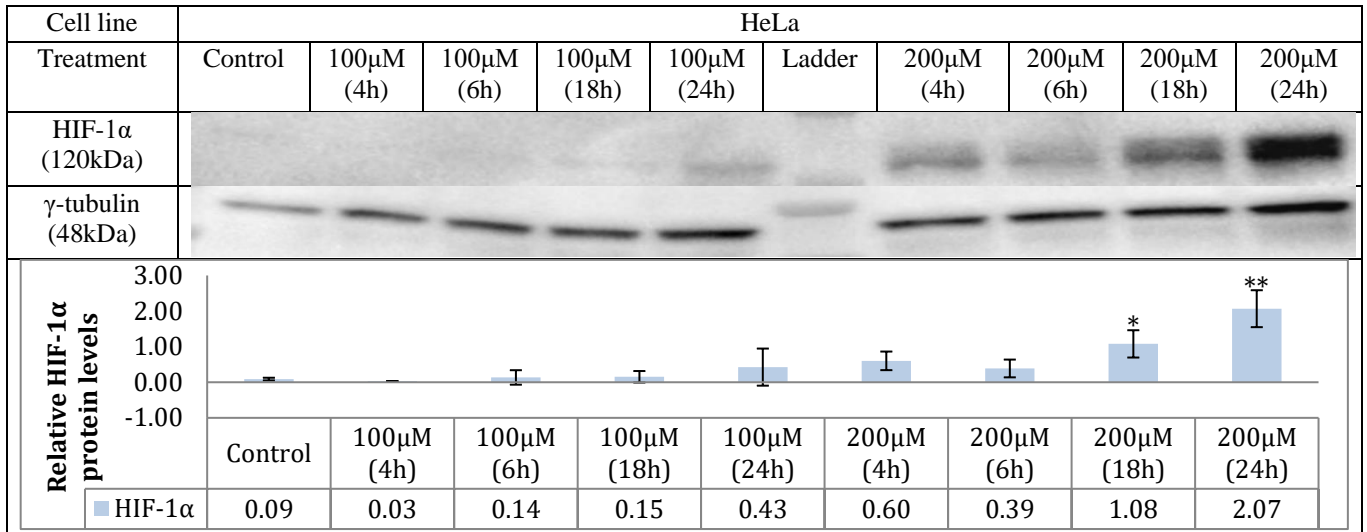 Cell line HeLa
Treatment Control 100μM 100μM 100μM 100μM Ladder 200μM 200μM 200μM 200μM
(4h) (6h) (18h) (24h) (4h) (6h) (18h) (24h)
HIF-1α
(120kDa)
γ-tubulin
(48kDa)
Relative HIF-1α
protein levels
3.00
2.00
1.00
0.00
-1.00
*
**
Control 100μM 100μM 100μM 100μM 200μM 200μM 200μM 200μM
(4h) (6h) (18h) (24h) (4h) (6h) (18h) (24h)
HIF-1α 0.09 0.03 0.14 0.15 0.43 0.60 0.39 1.08 2.07